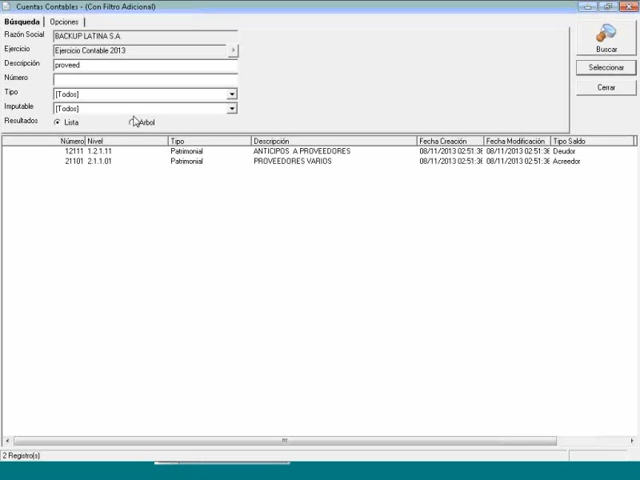 Cuentas Contables - (Con Filtro Adicional)
Búsqueda Opciones
Razón Social BACKUP LATINA S.A.
Ejercicio Ejercicio Contable 2013
Descripción proveed
Número
Tipo [Todos]
Imputable [Todos]
Resultados Lista Arbol
Buscar
Seleccionar
Cerrar
Número Nivel Tipo Descripción Fecha Creación Fecha Modificación Tipo Saldo
12111 1.2.1.11 Patrimonial ANTICIPOS A PROVEEDORES 08/11/2013 02:51:36 08/11/2013 02:51:36 Deudor
21101 2.1.1.01 Patrimonial PROVEEDORES VARIOS 08/11/2013 02:51:36 08/11/2013 02:51:36 Acreedor
2 Registro(s)